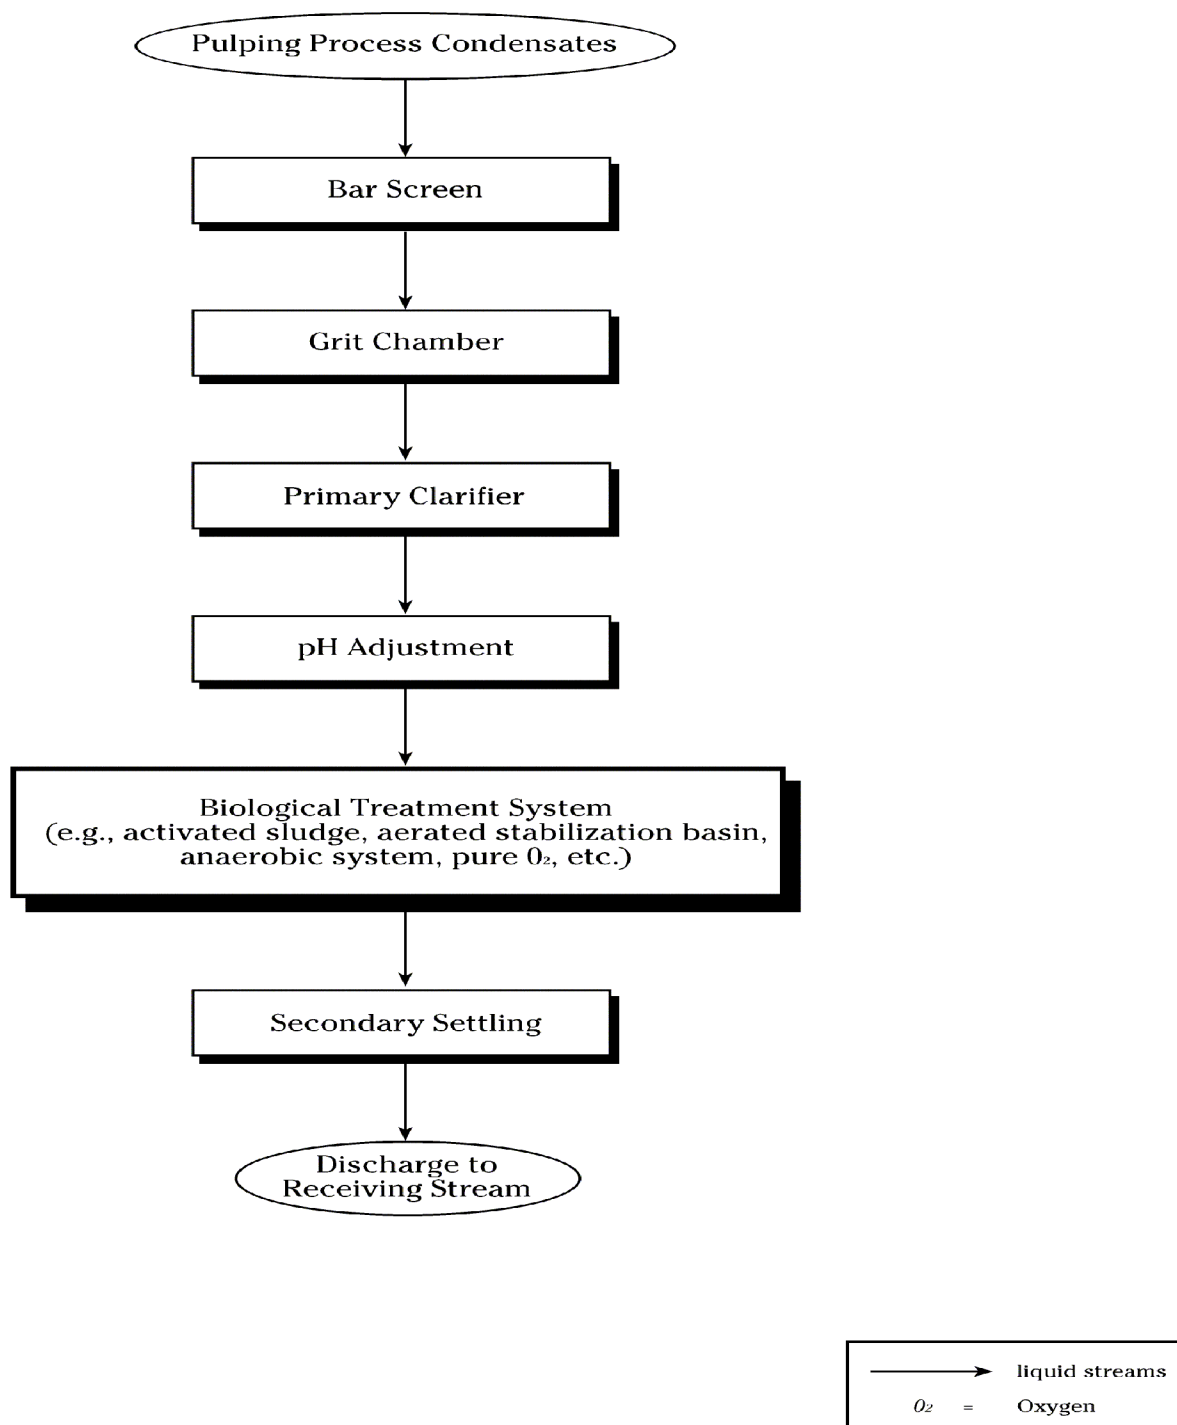 Pulping Process Condensates
Bar Screen
Grit Chamber
Primary Clarifier
pH Adjustment
Biological Treatment System
(e.g., activated sludge, aerated stabilization basin,
anaerobic system, pure 0₂, etc.)
Secondary Settling
Discharge to
Receiving Stream
liquid streams
0₂ = Oxygen